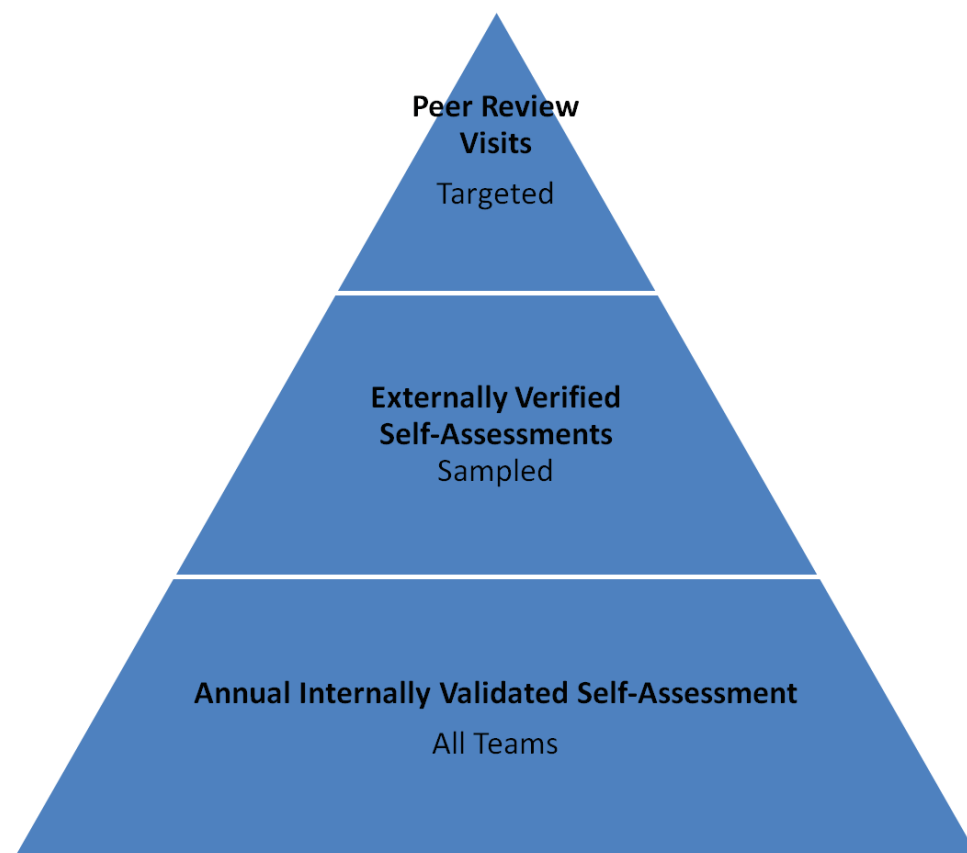 Peer Review
Visits
Targeted
Externally Verified
Self-Assessments
Sampled
Annual Internally Validated Self-Assessment
All Teams